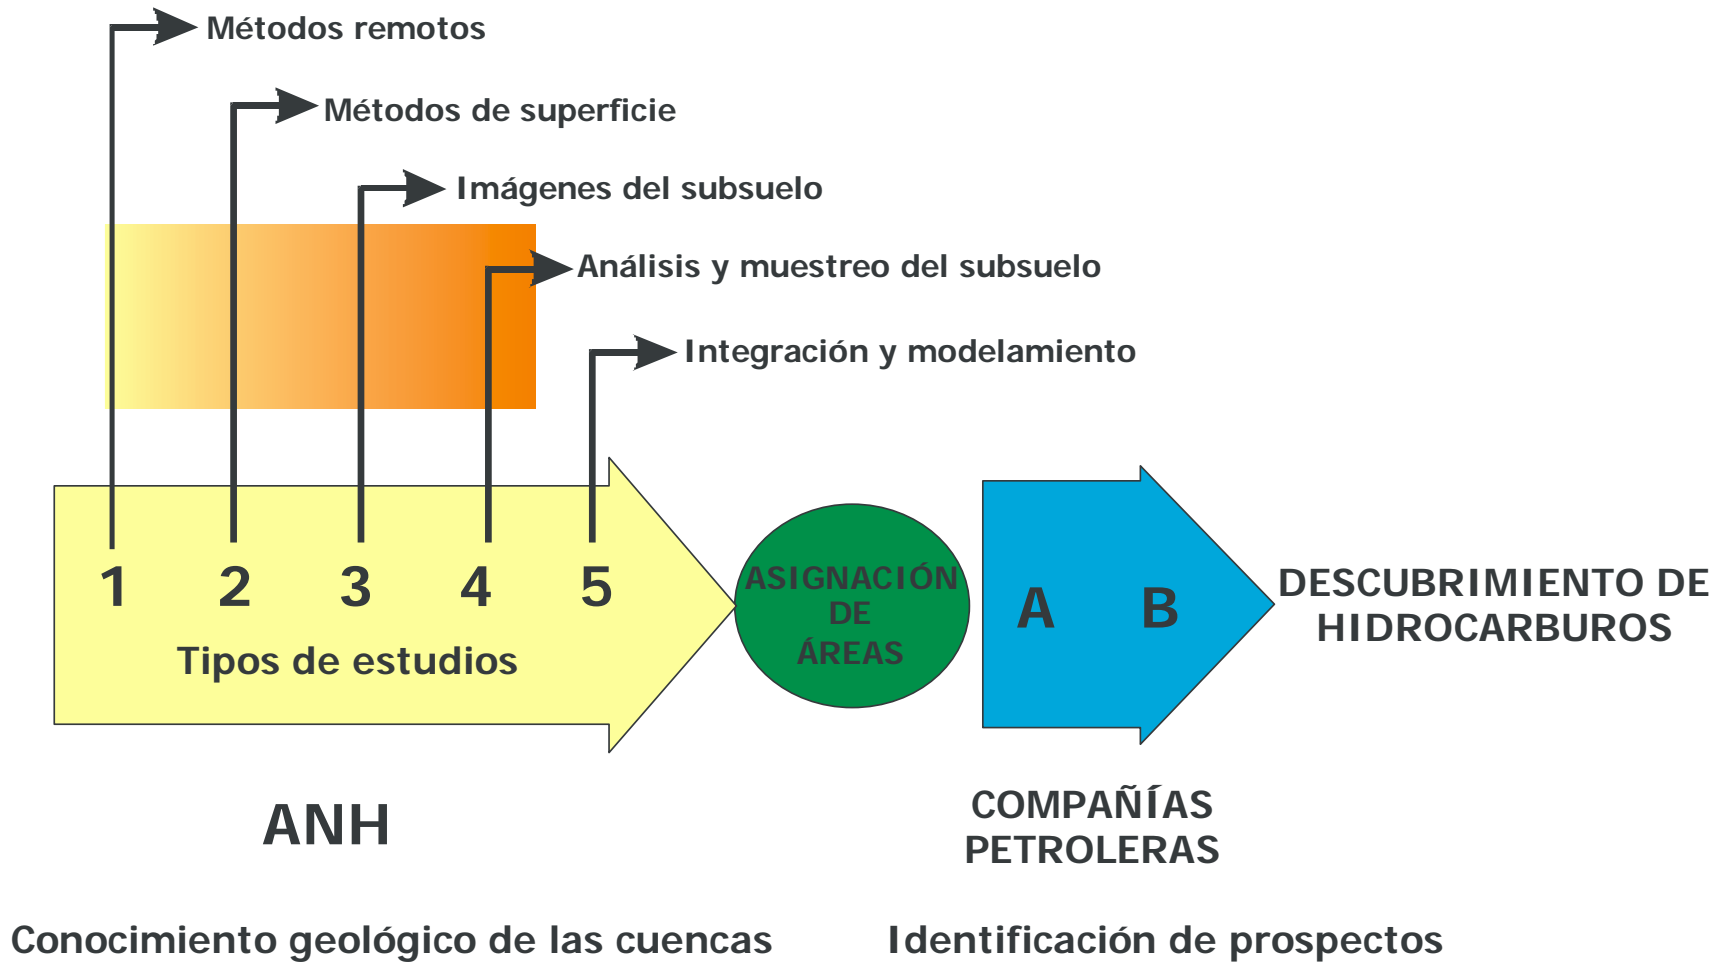 Métodos remotos
Métodos de superficie
Imágenes del subsuelo
Análisis y muestreo del subsuelo
Integración y modelamiento
1 2 3 4 5
Tipos de estudios
ASIGNACIÓN
DE
ÁREAS
A B
DESCUBRIMIENTO DE
HIDROCARBUROS
ANH
COMPAÑÍAS
PETROLERAS
Conocimiento geológico de las cuencas
Identificación de prospectos